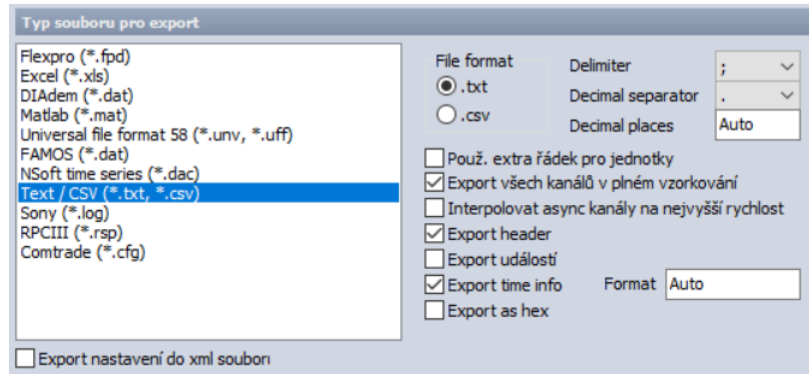 Typ souboru pro export
Flexpro (*.fpd)
Excel (*.xls)
DIAdem (*.dat)
Matlab (*.mat)
Universal file format 58 (*.unv, *.uff)
FAMOS (*.dat)
NSoft time series (*.dac)
Text / CSV (*.txt, *.csv)
Sony (*.log)
RPCIII (*.rsp)
Comtrade (*.cfg)
Export nastavení do xml souboru
File format
.txt
.csv
Delimiter ;
Decimal separator .
Decimal places Auto
Použ. extra řádek pro jednotky
Export všech kanálů v plném vzorkování
Interpolovat async kanály na nejvyšší rychlost
Export header
Export událostí
Export time info Format Auto
Export as hex